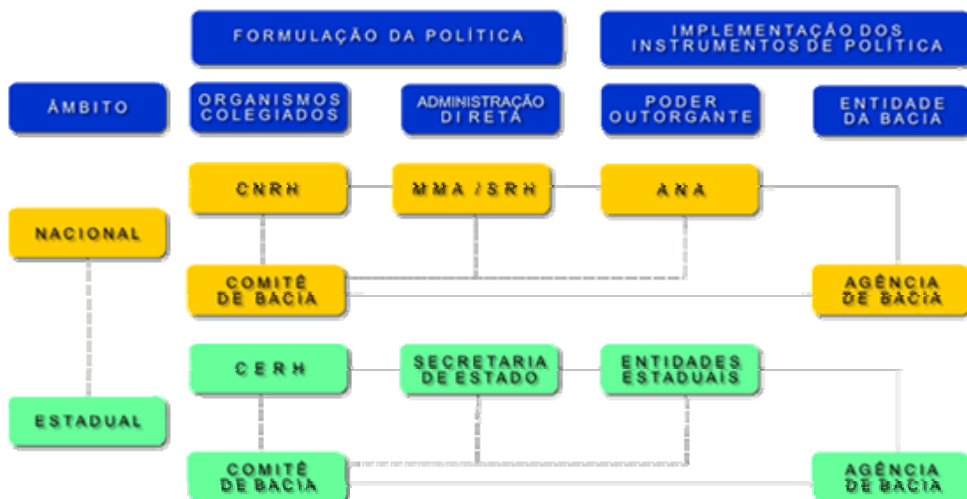 FORMULAÇÃO DA POLÍTICA
IMPLEMENTAÇÃO DOS
INSTRUMENTOS DE POLÍTICA
ÂMBITO
ORGANISMOS
COLEGIADOS
ADMINISTRAÇÃO
DIRETA
PODER
OUTORGANTE
ENTIDADE
DA BACIA
CNRH
MMA / SRH
ANA
NACIONAL
COMITÊ
DE BACIA
AGÊNCIA
DE BACIA
CERH
SECRETARIA
DE ESTADO
ENTIDADES
ESTADUAIS
ESTADUAL
COMITÊ
DE BACIA
AGÊNCIA
DE BACIA